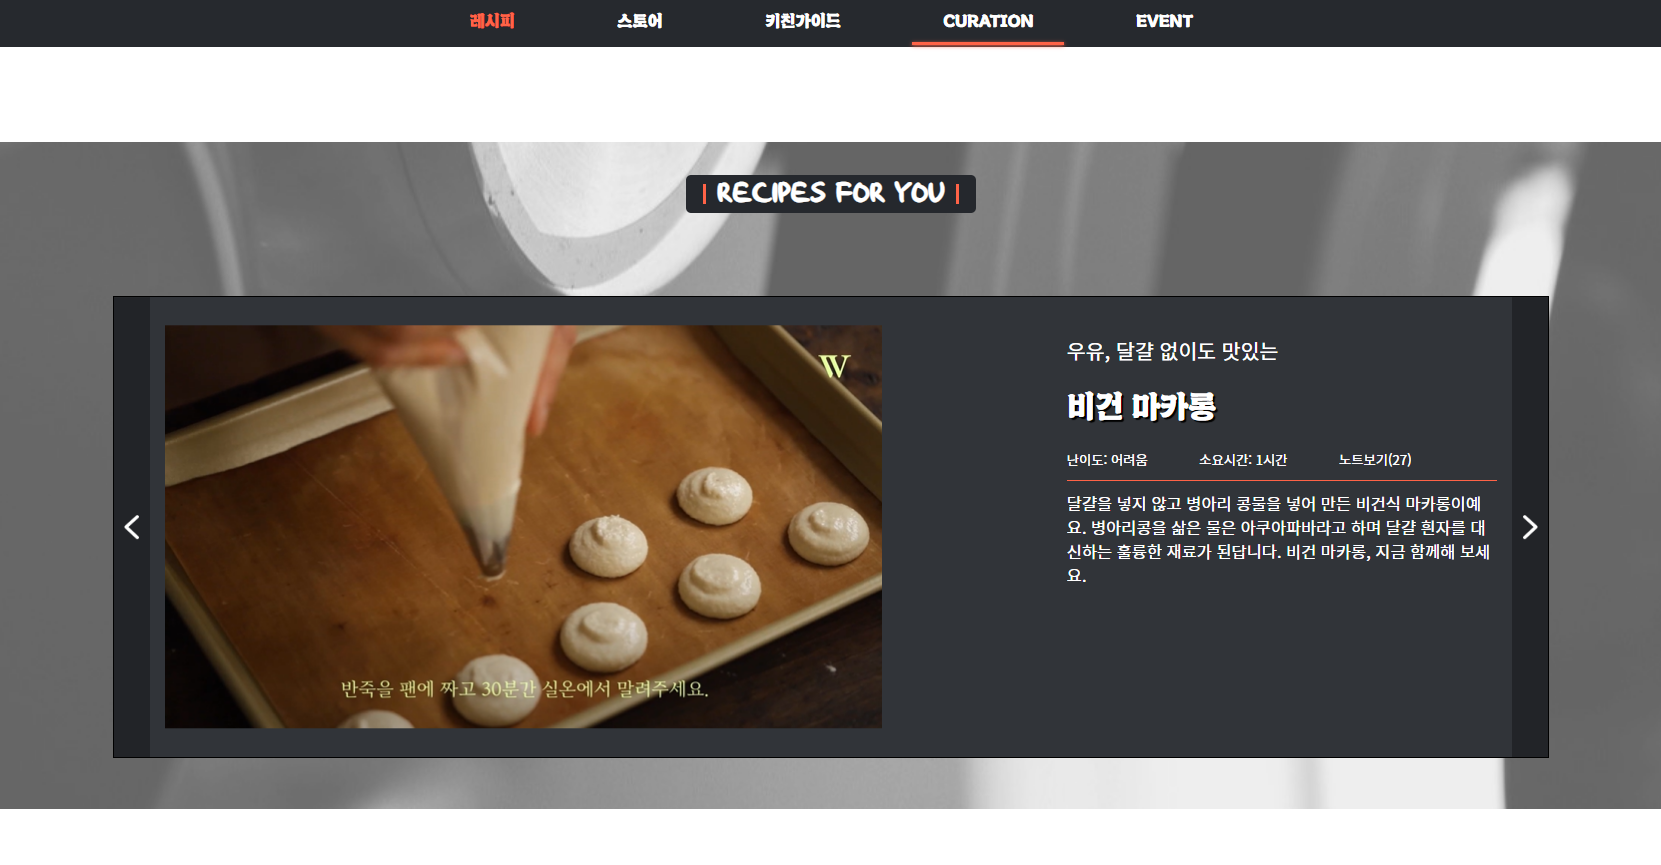 레시피 스토어 키친가이드 CURATION EVENT
| RECIPES FOR YOU |
W
반죽을 팬에 짜고 30분간 실온에서 말려주세요.
우유, 달걀 없이도 맛있는
비건 마카롱
난이도: 어려움 소요시간: 1시간 노트보기(27)
달걀을 넣지 않고 병아리 콩물을 넣어 만든 비건식 마카롱이예
요. 병아리콩을 삶은 물은 아쿠아파바라고 하며 달걀 흰자를 대
신하는 훌륭한 재료가 된답니다. 비건 마카롱, 지금 함께해 보세
요.